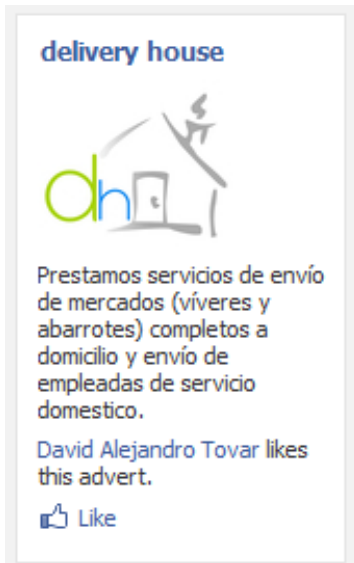 delivery house
dh
Prestamos servicios de envío
de mercados (víveres y
abarrotes) completos a
domicilio y envío de
empleadas de servicio
domestico.
David Alejandro Tovar likes
this advert.
Like